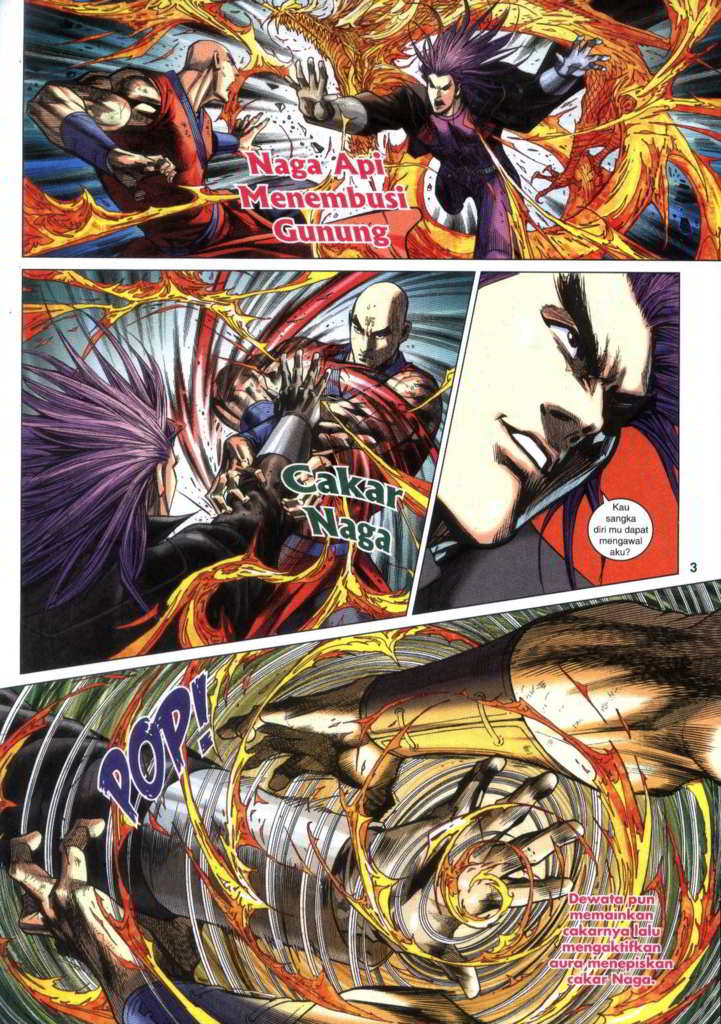 Naga Api
Menembusi
Gunung
Cakar
Naga
Kau
sangka
diri mu dapat
mengawal
aku?
3
POP!
Dewata pun
memainkan
cakarnya lalu
mengaktifkan
aura menepiskan
cakar Naga.